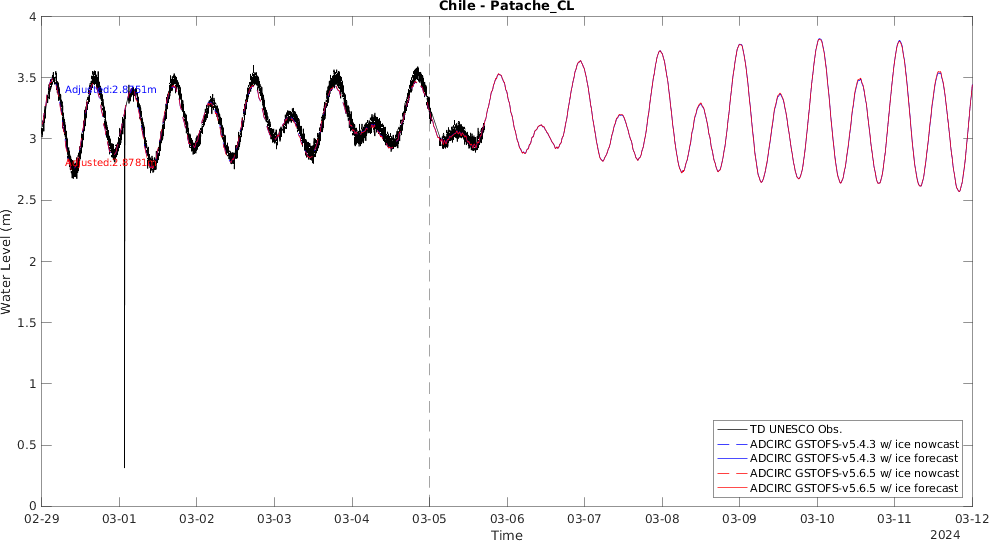 Chile - Patache_CL
4
3.5
3
2.5
2
1.5
1
0.5
0
Water Level (m)
Adjusted:2.8
TD UNESCO Obs.
ADCIRC GSTOFS-v5.4.3 w/ ice nowcast
ADCIRC GSTOFS-v5.4.3 w/ ice forecast
ADCIRC GSTOFS-v5.6.5 w/ ice nowcast
ADCIRC GSTOFS-v5.6.5 w/ ice forecast
02-29 03-01 03-02 03-03 03-04 03-05 03-06 03-07 03-08 03-09 03-10 03-11 03-12
Time
2024